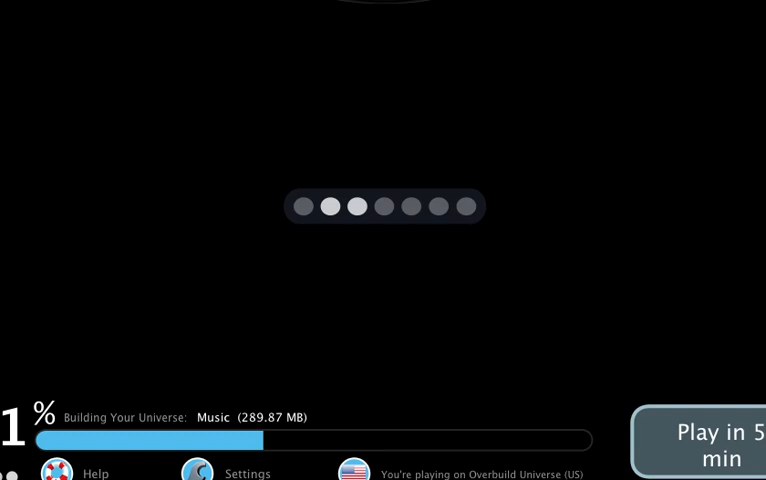 1%
Building Your Universe: Music (289.87 MB)
Play in 5
min
Help
Settings
You're playing on Overbuild Universe (US)